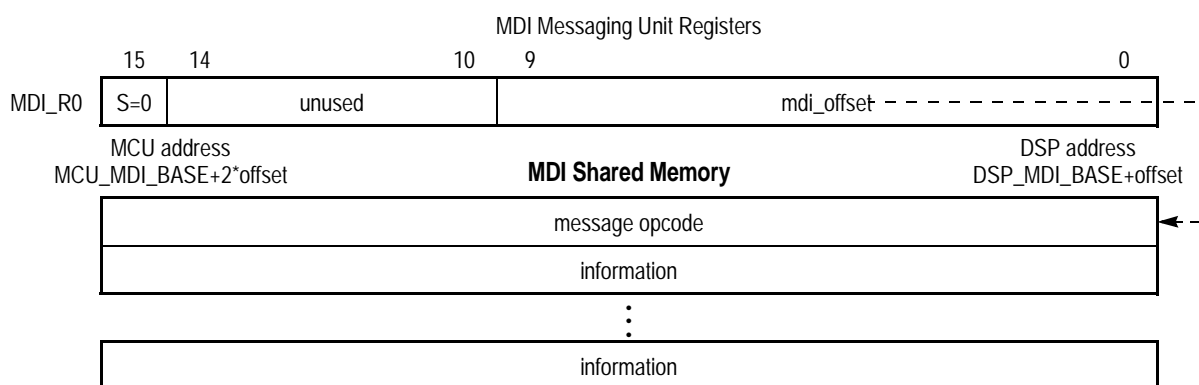 MDI Messaging Unit Registers
15 14 10 9 0
MDI_R0 S=0 unused mdi_offset
MCU address DSP address
MCU_MDI_BASE+2*offset MDI Shared Memory DSP_MDI_BASE+offset
message opcode
information
information